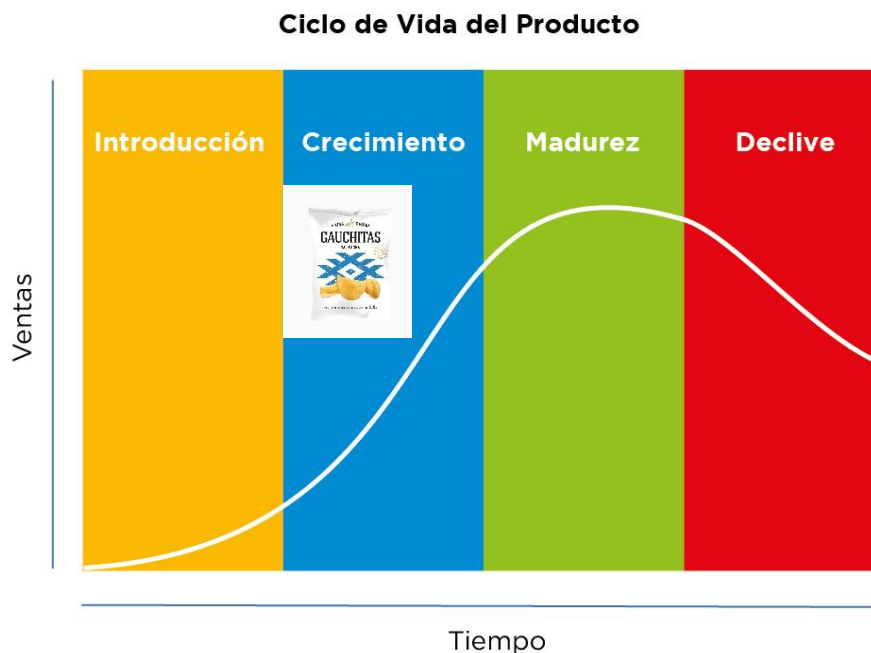 Ciclo de Vida del Producto
Introducción
Crecimiento
Madurez
Declive
GAUCHITAS
Ventas
Tiempo